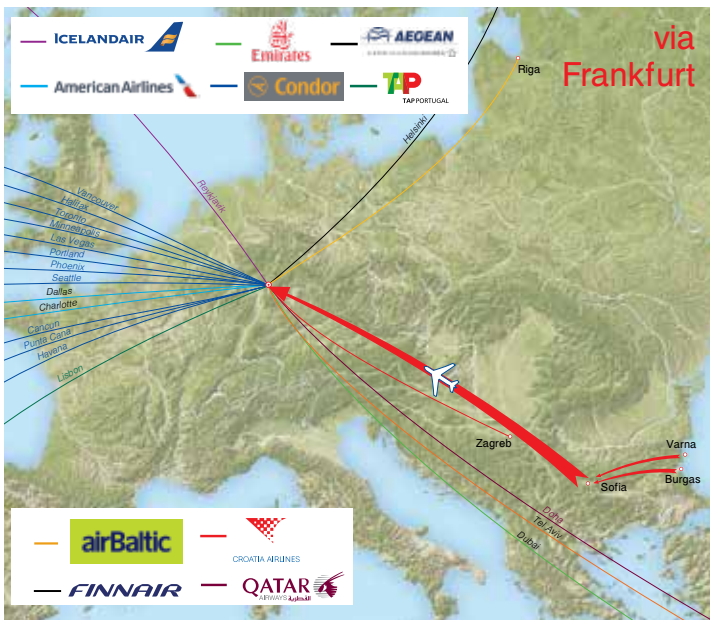 ICELANDAIR
Emirates
AEGEAN
American Airlines
Condor
TAP
TAP PORTUGAL
via
Frankfurt
Riga
Helsinki
Reykjavik
Vancouver
Halifax
Toronto
Minneapolis
Las Vegas
Portland
Phoenix
Seattle
Dallas
Charlotte
Cancun
Punta Cana
Havena
Lisbon
Zagreb
Varna
Burgas
Sofia
Doha
Tel Aviv
Dubai
airBaltic
CROATIA AIRLINES
FINNAIR
QATAR
AIRWAYS القطرية